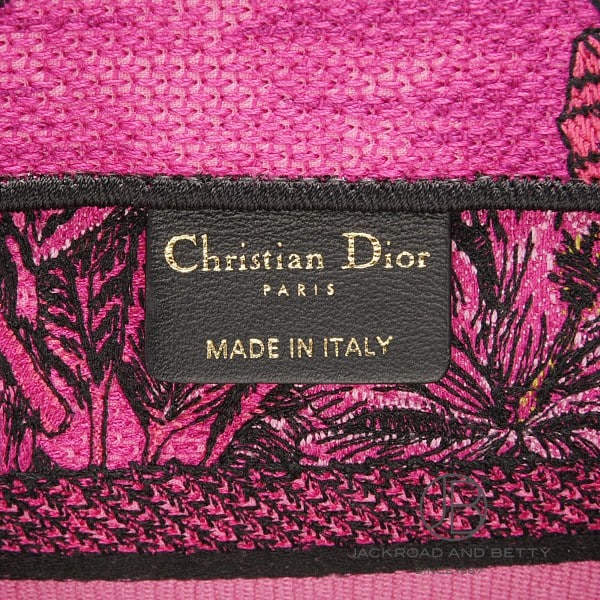 Christian Dior
PARIS
MADE IN ITALY
JACKROAD AND BETTY